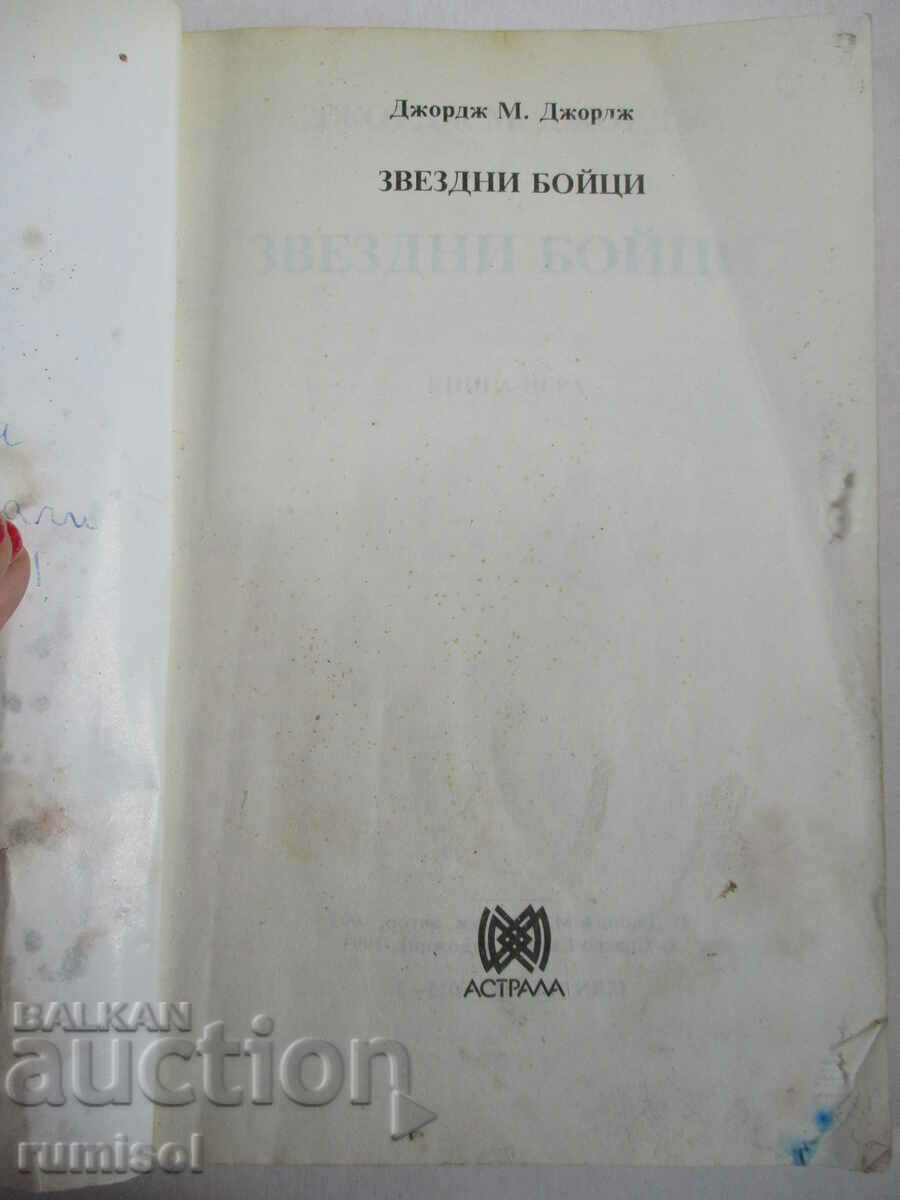 Джордж М. Джордж
ЗВЕЗДНИ БОЙЦИ
ЗВЕЗДНИ БОЙЦИ
АСТРАЛА
BALKAN
auction
rumisol